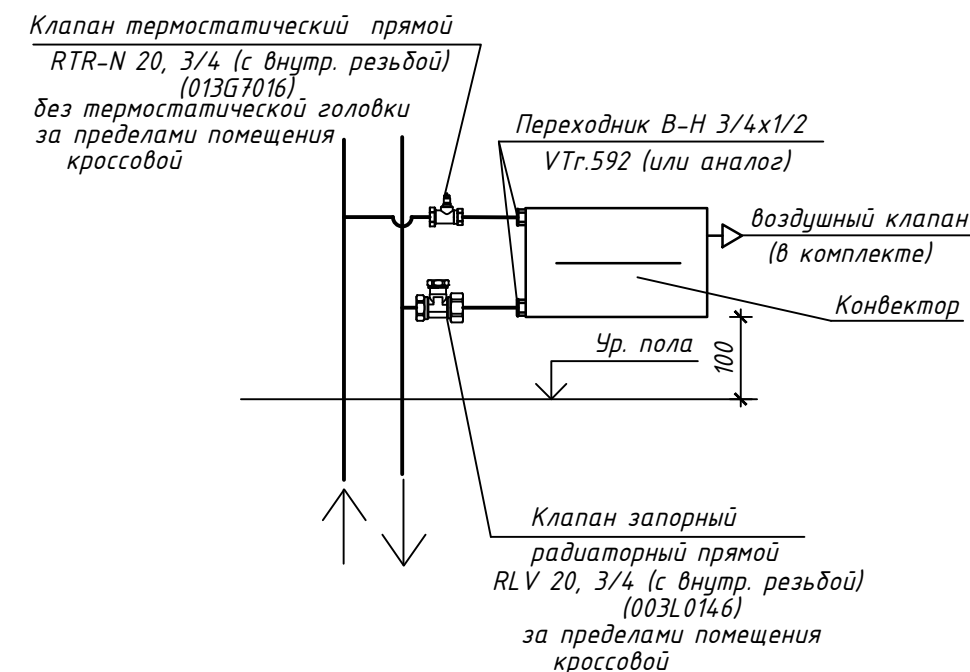 Клапан термостатический прямой
RTR-N 20, 3/4 (с внутр. резьбой)
(013G7016)
без термостатической головки
за пределами помещения
кроссовой
Переходник В-Н 3/4х1/2
VTr.592 (или аналог)
воздушный клапан
(в комплекте)
Конвектор
Ур. пола
100
Клапан запорный
радиаторный прямой
RLV 20, 3/4 (с внутр. резьбой)
(003L0146)
за пределами помещения
кроссовой